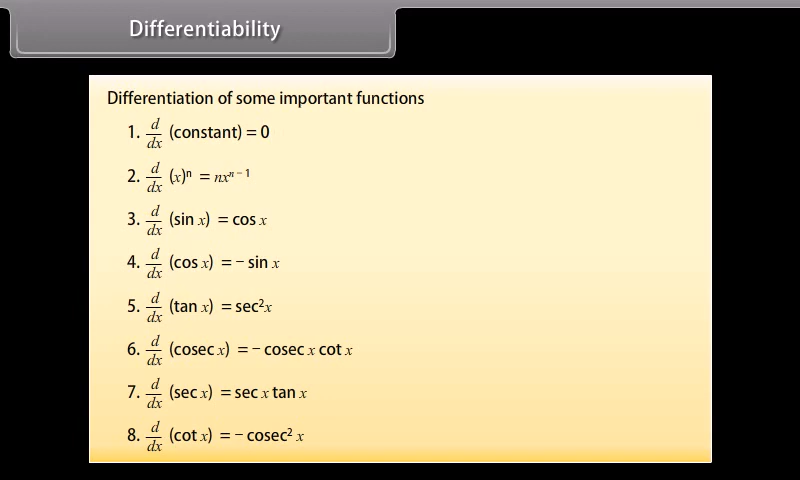 Differentiability
Differentiation of some important functions
1. d/dx (constant) = 0
2. d/dx (x)ⁿ = nxⁿ⁻¹
3. d/dx (sin x) = cos x
4. d/dx (cos x) = − sin x
5. d/dx (tan x) = sec²x
6. d/dx (cosec x) = − cosec x cot x
7. d/dx (sec x) = sec x tan x
8. d/dx (cot x) = − cosec² x